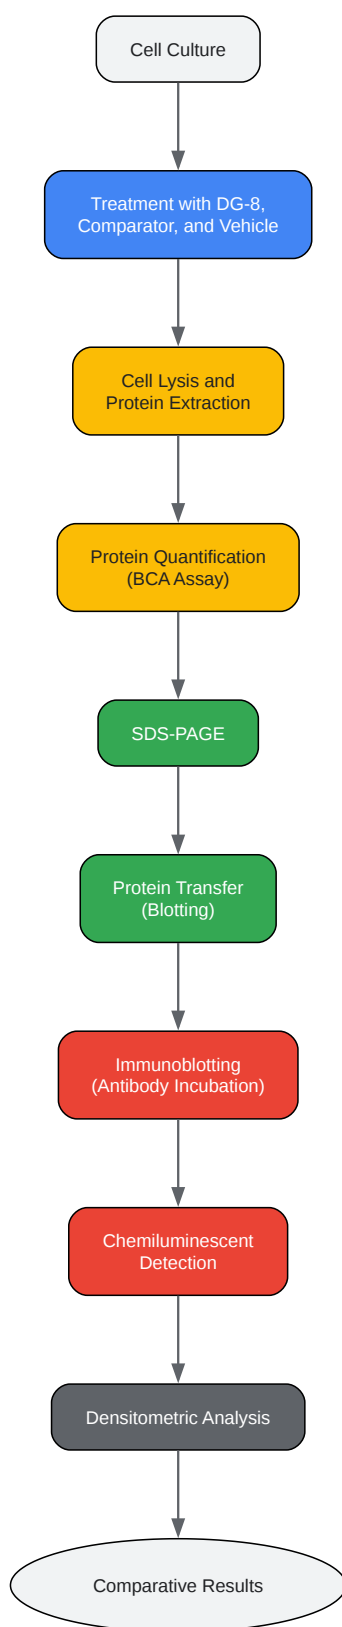 Cell Culture
Treatment with DG-8,
Comparator, and Vehicle
Cell Lysis and
Protein Extraction
Protein Quantification
(BCA Assay)
SDS-PAGE
Protein Transfer
(Blotting)
Immunoblotting
(Antibody Incubation)
Chemiluminescent
Detection
Densitometric Analysis
Comparative Results